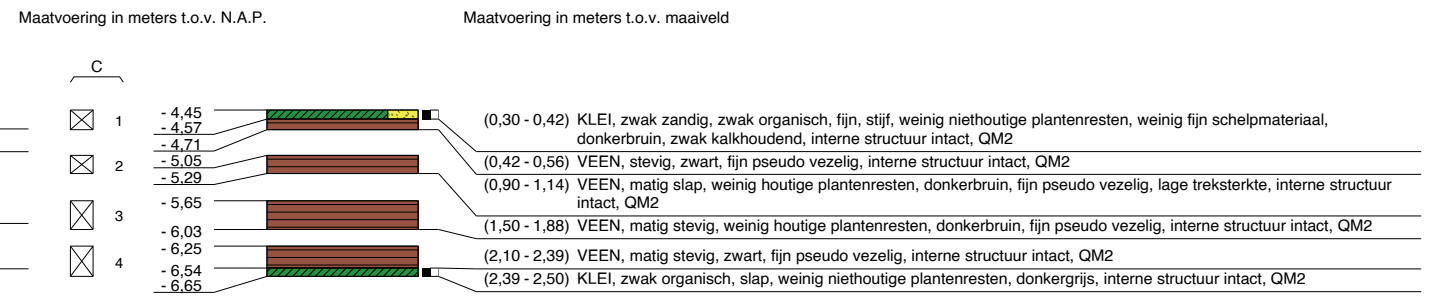 Maatvoering in meters t.o.v. N.A.P.
Maatvoering in meters t.o.v. maaiveld
C
1
- 4,45
- 4,57
- 4,71
2
- 5,05
- 5,29
3
- 5,65
- 6,03
4
- 6,25
- 6,54
- 6,65
(0,30 - 0,42) KLEI, zwak zandig, zwak organisch, fijn, stijf, weinig niethoutige plantenresten, weinig fijn schelpmateriaal,
donkerbruin, zwak kalkhoudend, interne structuur intact, QM2
(0,42 - 0,56) VEEN, stevig, zwart, fijn pseudo vezelig, interne structuur intact, QM2
(0,90 - 1,14) VEEN, matig slap, weinig houtige plantenresten, donkerbruin, fijn pseudo vezelig, lage treksterkte, interne structuur
intact, QM2
(1,50 - 1,88) VEEN, matig stevig, weinig houtige plantenresten, donkerbruin, fijn pseudo vezelig, interne structuur intact, QM2
(2,10 - 2,39) VEEN, matig stevig, zwart, fijn pseudo vezelig, interne structuur intact, QM2
(2,39 - 2,50) KLEI, zwak organisch, slap, weinig niethoutige plantenresten, donkergrijs, interne structuur intact, QM2